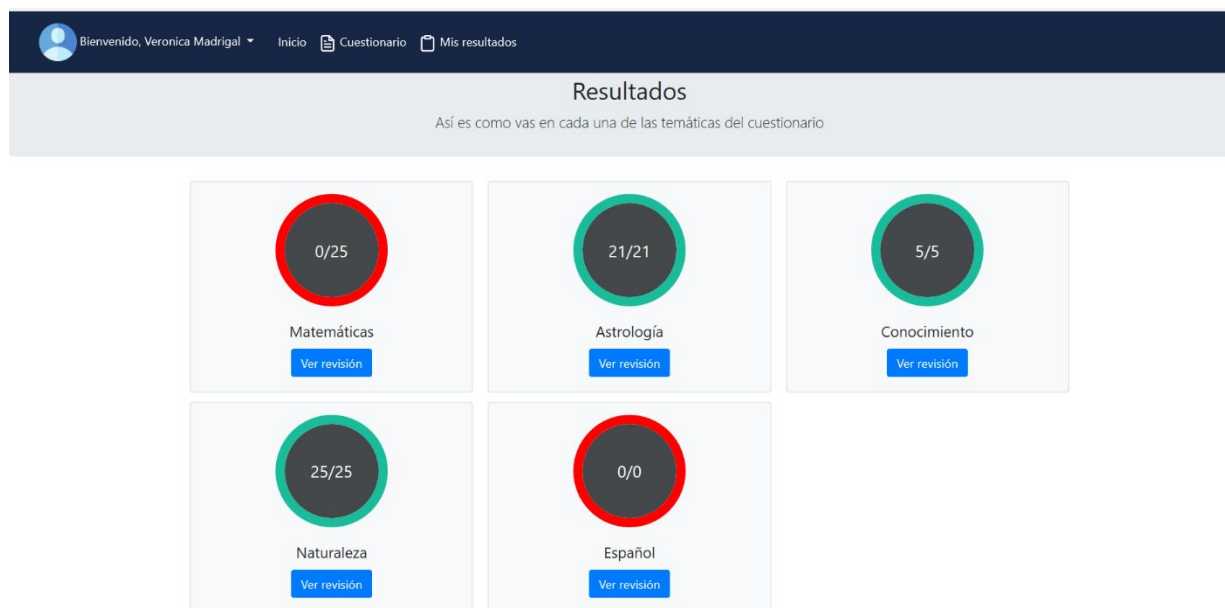 Bienvenido, Veronica Madrigal Inicio Cuestionario Mis resultados
Resultados
Así es como vas en cada una de las temáticas del cuestionario
0/25
Matemáticas
Ver revisión
21/21
Astrología
Ver revisión
5/5
Conocimiento
Ver revisión
25/25
Naturaleza
Ver revisión
0/0
Español
Ver revisión